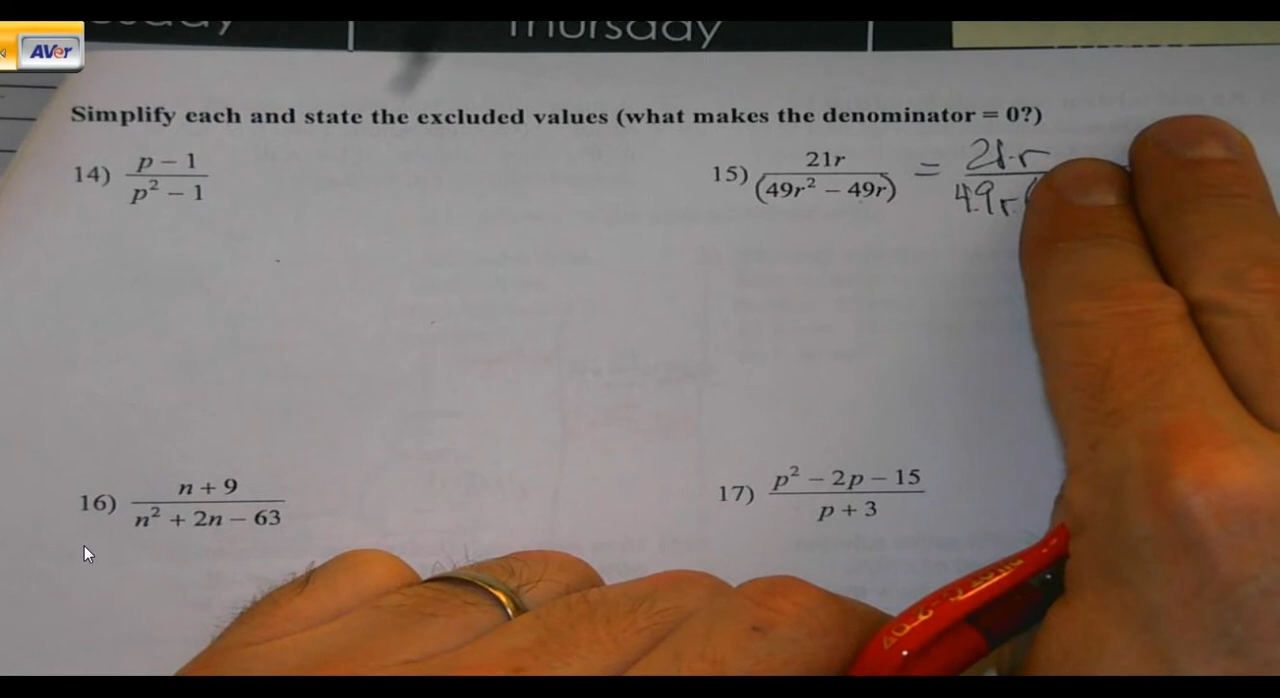 Thursday
AVer
Simplify each and state the excluded values (what makes the denominator = 0?)
14) p − 1 / p² − 1
15) 21r / (49r² − 49r) = 21·r / 49r
16) n + 9 / n² + 2n − 63
17) p² − 2p − 15 / p + 3